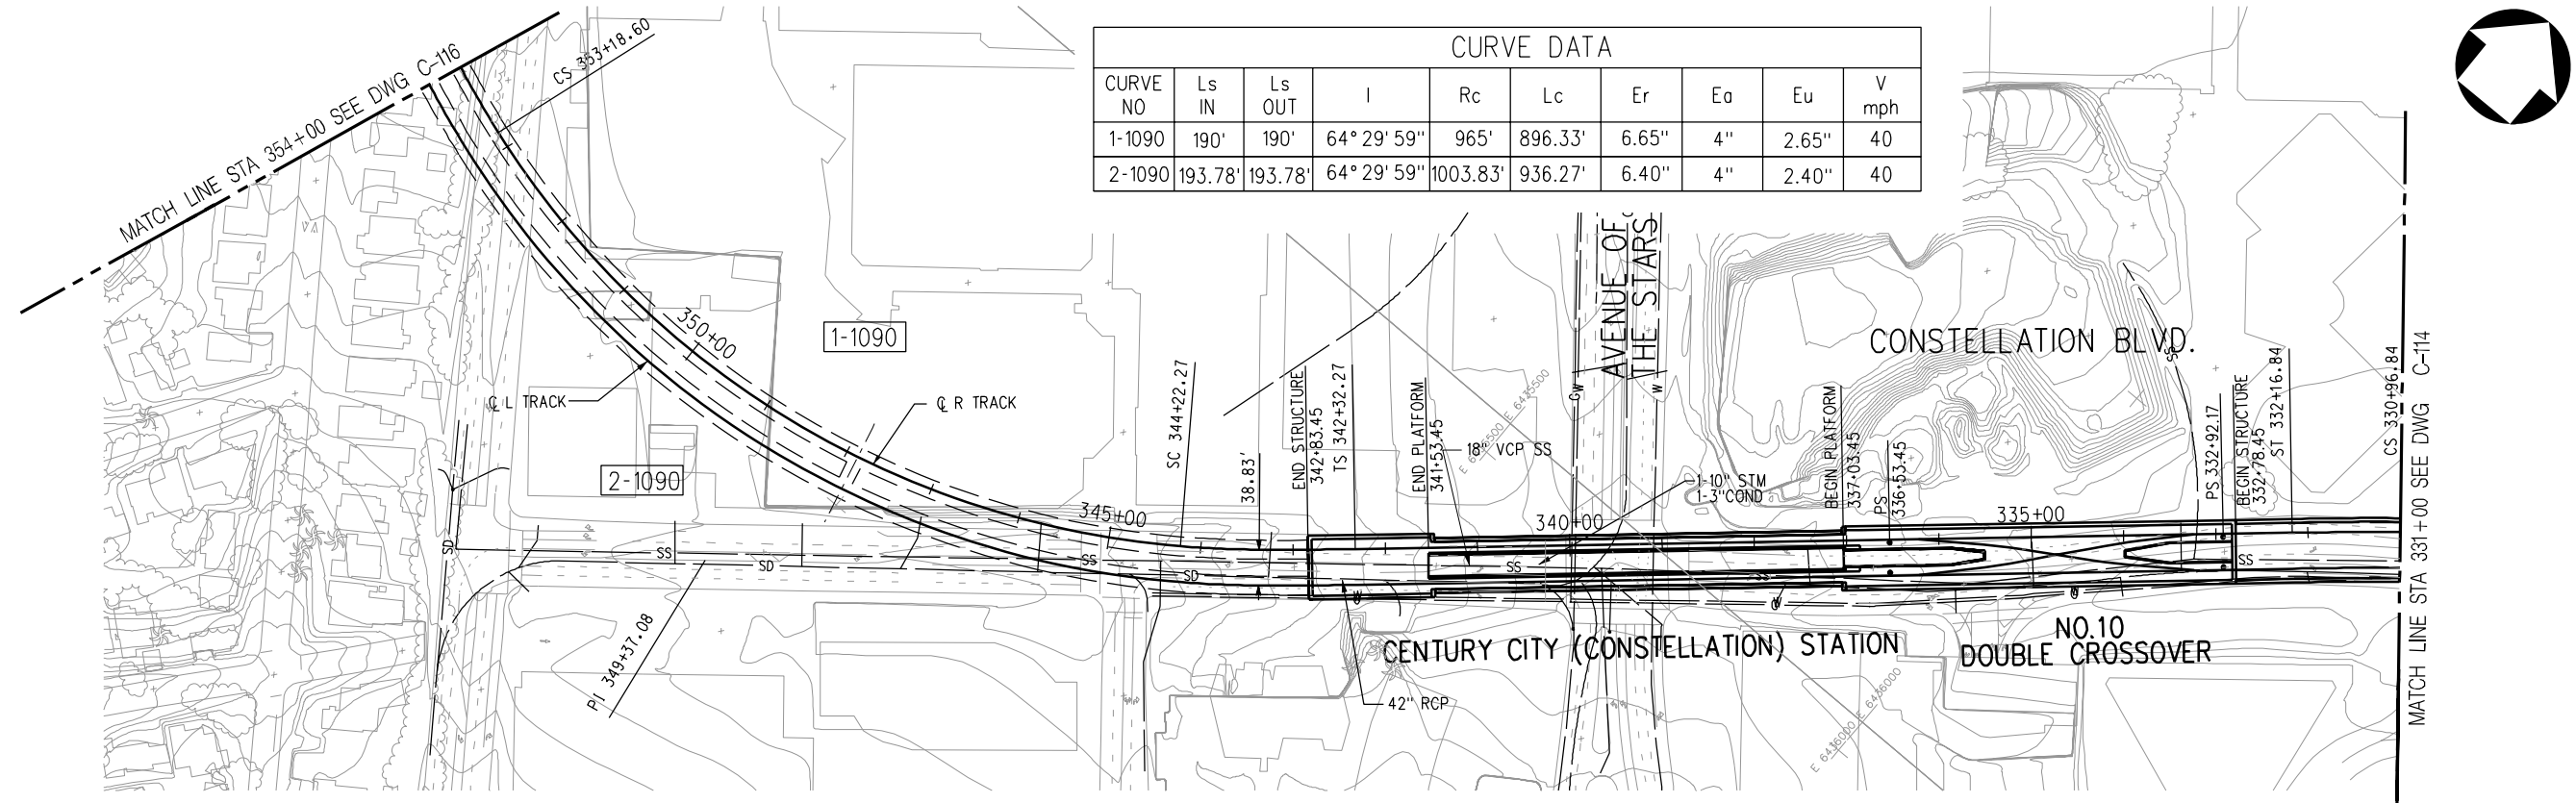 CURVE DATA
CURVE NO Ls IN Ls OUT I Rc Lc Er Ea Eu V mph
1-1090 190' 190' 64°29'59" 965' 896.33' 6.65" 4" 2.65" 40
2-1090 193.78' 193.78' 64°29'59" 1003.83' 936.27' 6.40" 4" 2.40" 40
MATCH LINE STA 354+00 SEE DWG C-116
CS 353+18.60
350+00
1-1090
℄ L TRACK
℄ R TRACK
2-1090
345+00
SC 344+22.27
38.83'
END STRUCTURE
342+83.45
TS 342+32.27
END PLATFORM
341+53.45
18" VCP SS
E 6435500 E 6435500
AVENUE OF
THE STARS
GW
W
1-10" STM
1-3"COND
340+00
CONSTELLATION BLVD.
SS
BEGIN PLATFORM
337+03.45
PS
336+53.45
335+00
PS 332+92.17
BEGIN STRUCTURE
332+78.45
ST 332+16.84
CS 330+96.84
MATCH LINE STA 331+00 SEE DWG C-114
SD
SS
SD
SS
SD
SS
SS
SS
PI 349+37.08
42" RCP
CENTURY CITY (CONSTELLATION) STATION
NO.10
DOUBLE CROSSOVER
E 6436000 E 6436000